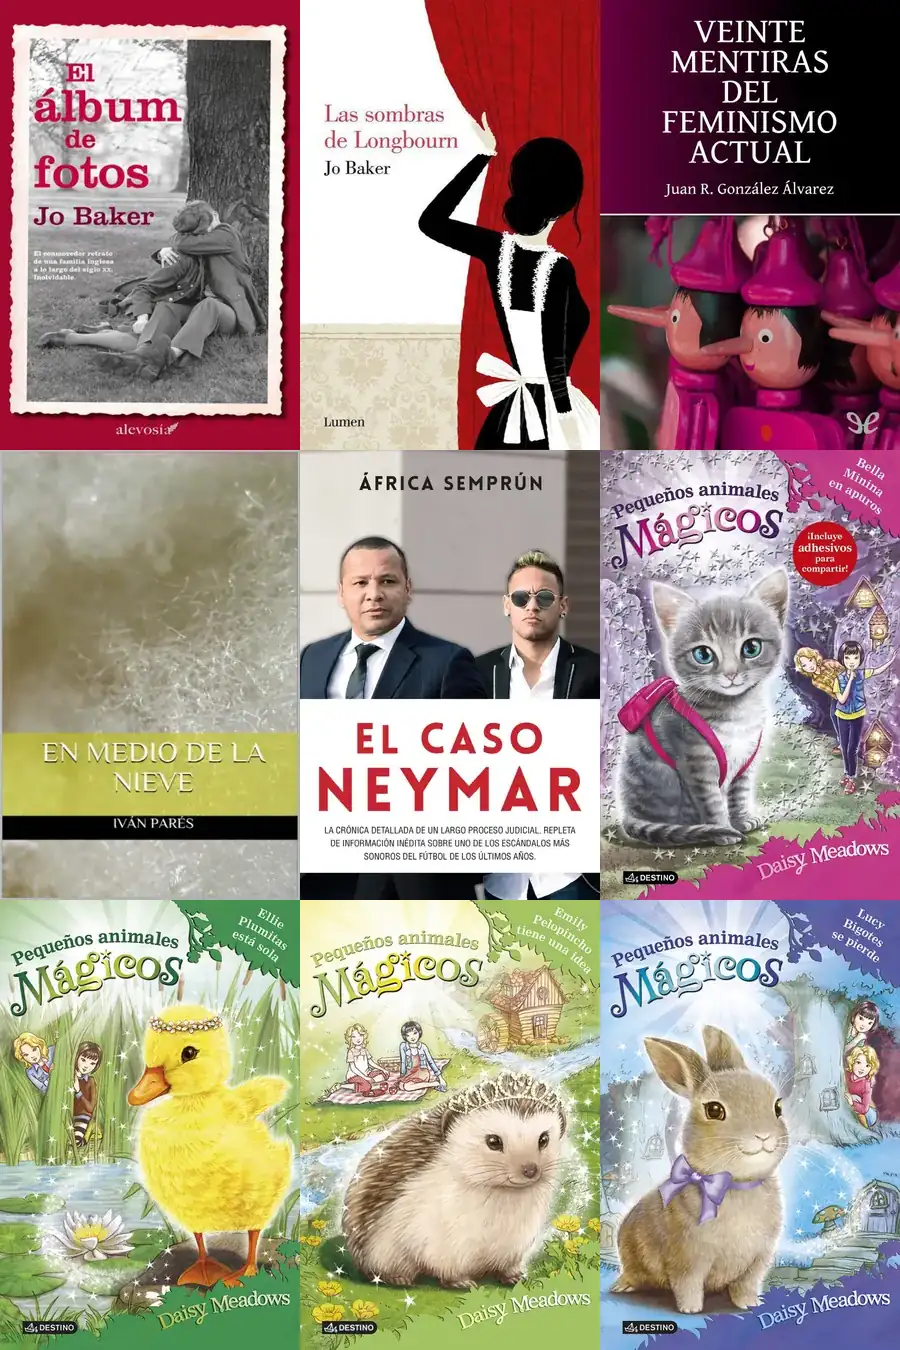 El
álbum
de
fotos
Jo Baker
El conmovedor retrato
de una familia inglesa
a lo largo del siglo XX.
Inolvidable.
alevosía
Las sombras
de Longbourn
Jo Baker
Lumen
VEINTE
MENTIRAS
DEL
FEMINISMO
ACTUAL
Juan R. González Álvarez
EN MEDIO DE LA
NIEVE
IVÁN PARÉS
ÁFRICA SEMPRÚN
EL CASO
NEYMAR
LA CRÓNICA DETALLADA DE UN LARGO PROCESO JUDICIAL. REPLETA
DE INFORMACIÓN INÉDITA SOBRE UNO DE LOS ESCÁNDALOS MÁS
SONOROS DEL FÚTBOL DE LOS ÚLTIMOS AÑOS.
Bella
Minina
en apuros
Pequeños animales
Mágicos
¡Incluye
adhesivos
para
compartir!
Daisy Meadows
DESTINO
Ellie
Plumitas
está sola
Pequeños animales
Mágicos
Daisy Meadows
DESTINO
Emily
Pelopincho
tiene una idea
Pequeños animales
Mágicos
Daisy Meadows
DESTINO
Lucy
Bigotes
se pierde
Pequeños animales
Mágicos
Daisy Meadows
DESTINO